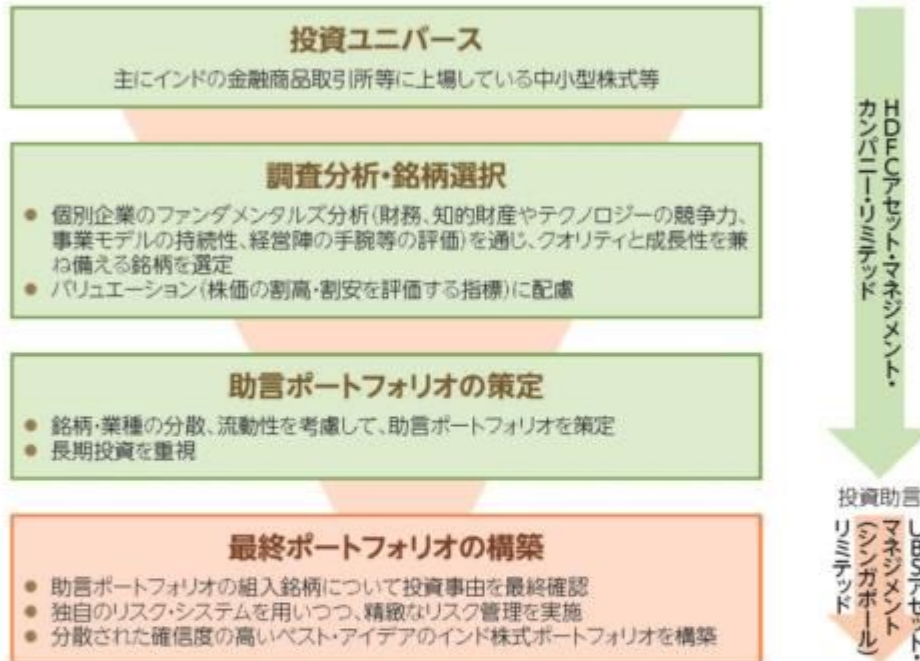 投資ユニバース
主にインドの金融商品取引所等に上場している中小型株式等
調査分析・銘柄選択
● 個別企業のファンダメンタルズ分析(財務、知的財産やテクノロジーの競争力、
事業モデルの持続性、経営陣の手腕等の評価)を通じ、クオリティと成長性を兼
ね備える銘柄を選定
● バリュエーション(株価の割高・割安を評価する指標)に配慮
助言ポートフォリオの策定
● 銘柄・業種の分散、流動性を考慮して、助言ポートフォリオを策定
● 長期投資を重視
最終ポートフォリオの構築
● 助言ポートフォリオの組入銘柄について投資事由を最終確認
● 独自のリスク・システムを用いつつ、精緻なリスク管理を実施
● 分散された確信度の高いベスト・アイデアのインド株式ポートフォリオを構築
HDFCアセット・マネジメント・
カンパニー・リミテッド
投資助言
UBSアセット・
マネジメント
(シンガポール)
リミテッド